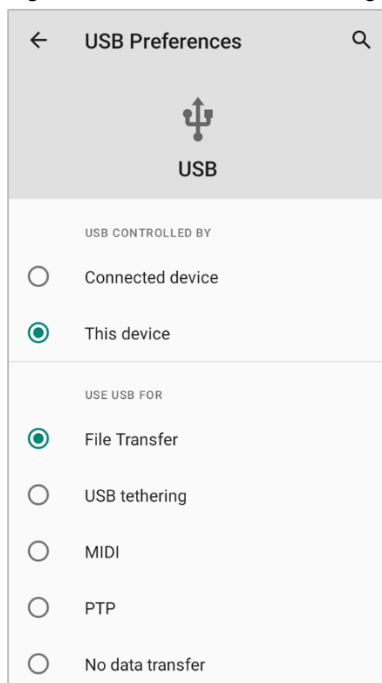 USB Preferences
USB
USB CONTROLLED BY
Connected device
This device
USE USB FOR
File Transfer
USB tethering
MIDI
PTP
No data transfer